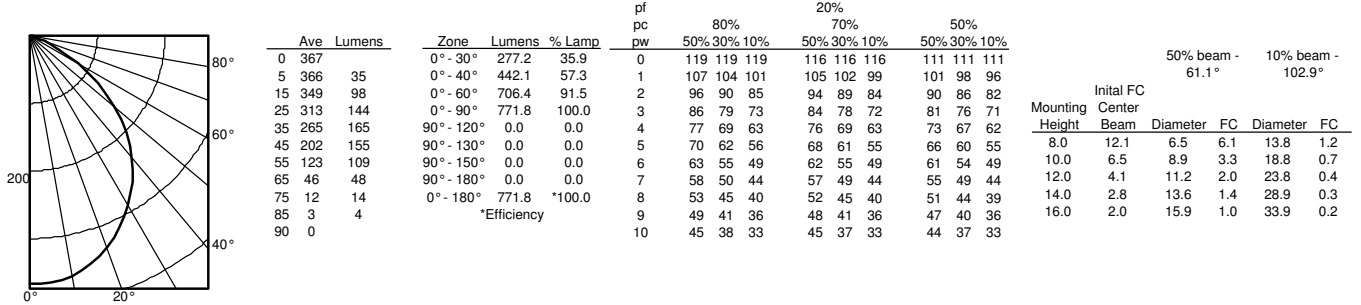 80°
60°
200
40°
0° 20°
Ave Lumens
0 367
5 366 35
15 349 98
25 313 144
35 265 165
45 202 155
55 123 109
65 46 48
75 12 14
85 3 4
90 0
Zone Lumens % Lamp
0° - 30° 277.2 35.9
0° - 40° 442.1 57.3
0° - 60° 706.4 91.5
0° - 90° 771.8 100.0
90° - 120° 0.0 0.0
90° - 130° 0.0 0.0
90° - 150° 0.0 0.0
90° - 180° 0.0 0.0
0° - 180° 771.8 *100.0
*Efficiency
pf 20%
pc 80% 70% 50%
pw 50% 30% 10% 50% 30% 10% 50% 30% 10%
0 119 119 119 116 116 116 111 111 111
1 107 104 101 105 102 99 101 98 96
2 96 90 85 94 89 84 90 86 82
3 86 79 73 84 78 72 81 76 71
4 77 69 63 76 69 63 73 67 62
5 70 62 56 68 61 55 66 60 55
6 63 55 49 62 55 49 61 54 49
7 58 50 44 57 49 44 55 49 44
8 53 45 40 52 45 40 51 44 39
9 49 41 36 48 41 36 47 40 36
10 45 38 33 45 37 33 44 37 33
50% beam - 10% beam -
61.1° 102.9°
Inital FC
Mounting Center
Height Beam Diameter FC Diameter FC
8.0 12.1 6.5 6.1 13.8 1.2
10.0 6.5 8.9 3.3 18.8 0.7
12.0 4.1 11.2 2.0 23.8 0.4
14.0 2.8 13.6 1.4 28.9 0.3
16.0 2.0 15.9 1.0 33.9 0.2